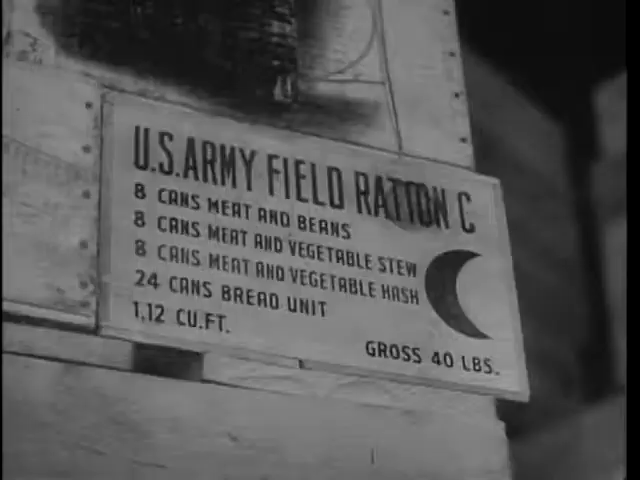 U.S. ARMY FIELD RATION C
8 CANS MEAT AND BEANS
8 CANS MEAT AND VEGETABLE STEW
8 CANS MEAT AND VEGETABLE HASH
24 CANS BREAD UNIT
1.12 CU.FT.
GROSS 40 LBS.